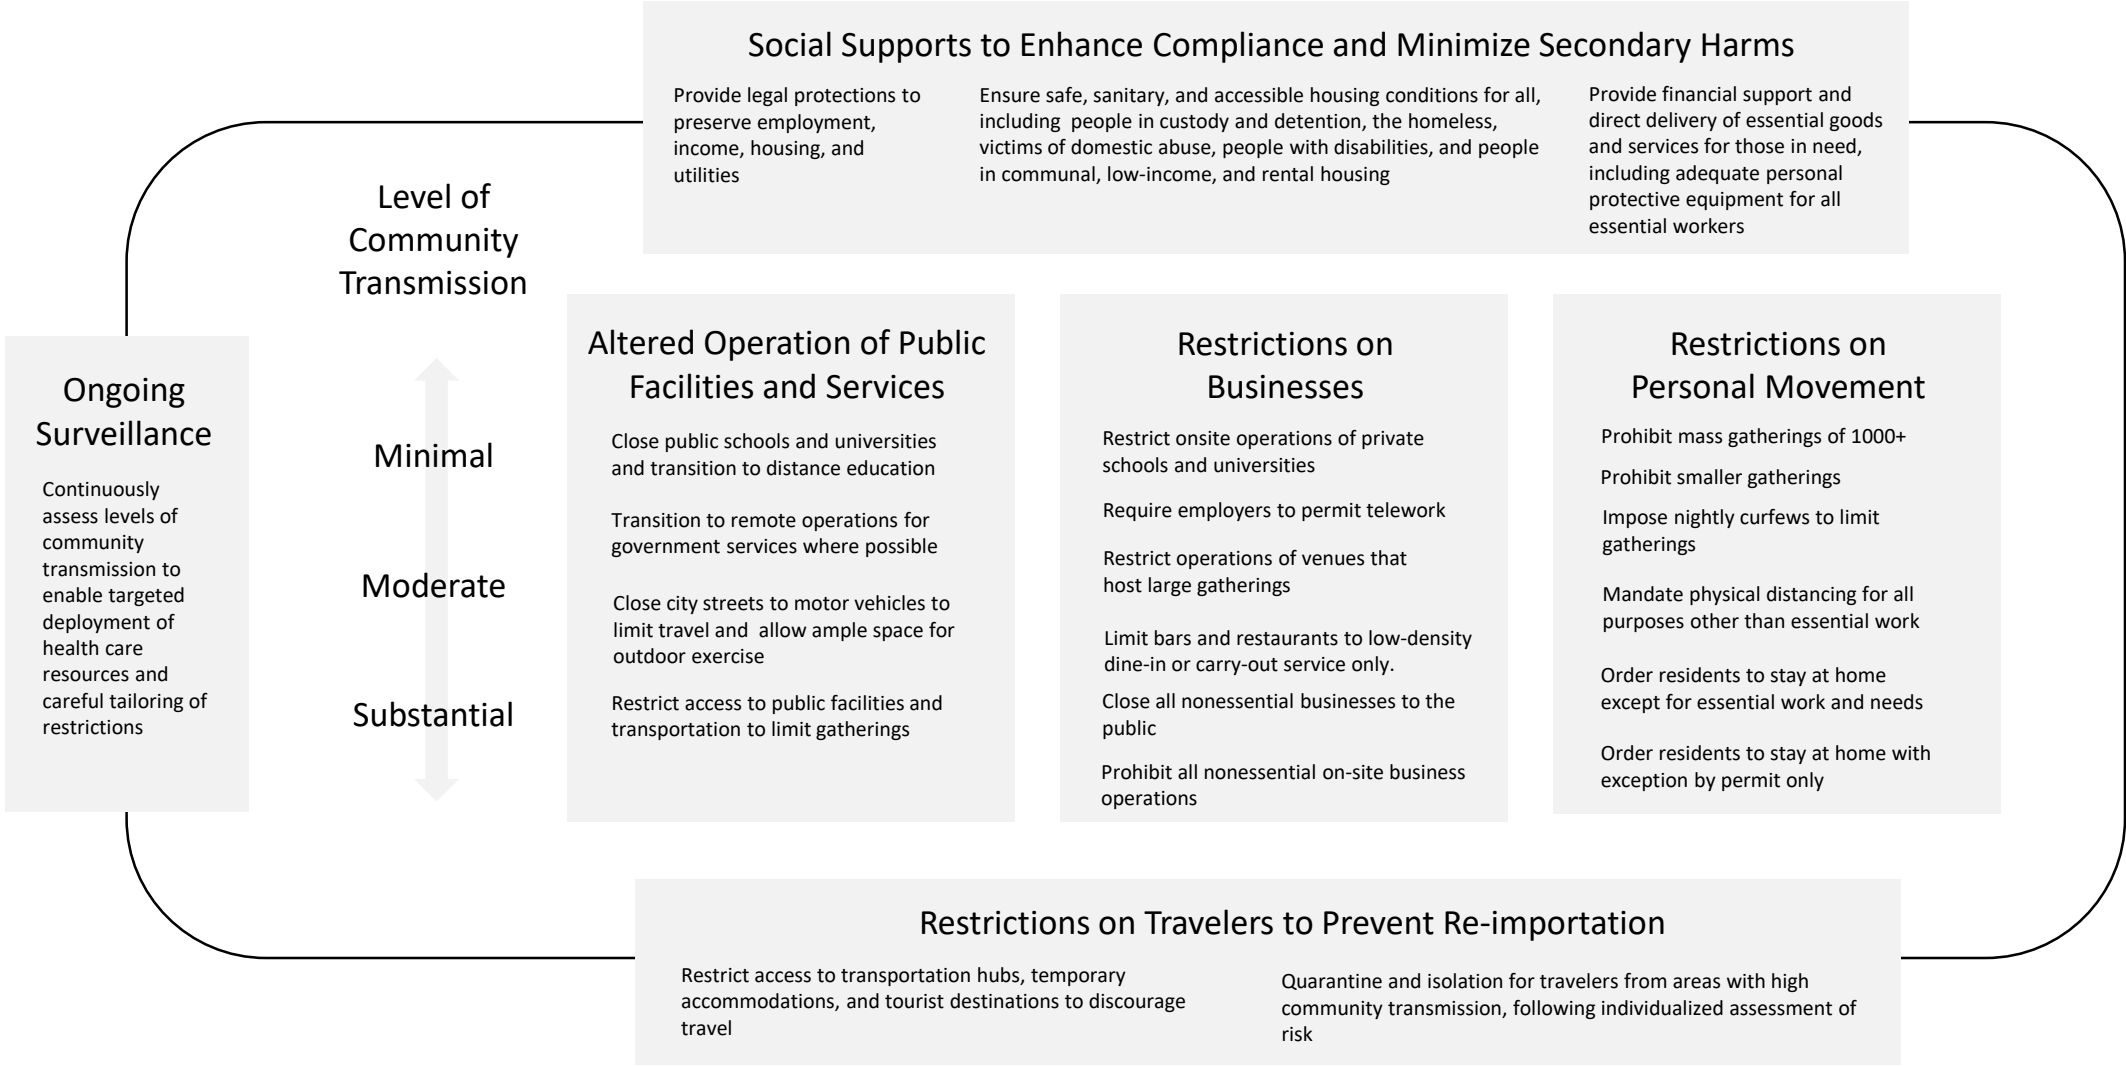 Social Supports to Enhance Compliance and Minimize Secondary Harms
Provide legal protections to
preserve employment,
income, housing, and
utilities
Ensure safe, sanitary, and accessible housing conditions for all,
including people in custody and detention, the homeless,
victims of domestic abuse, people with disabilities, and people
in communal, low-income, and rental housing
Provide financial support and
direct delivery of essential goods
and services for those in need,
including adequate personal
protective equipment for all
essential workers
Ongoing
Surveillance
Continuously
assess levels of
community
transmission to
enable targeted
deployment of
health care
resources and
careful tailoring of
restrictions
Level of
Community
Transmission
Minimal
Moderate
Substantial
Altered Operation of Public
Facilities and Services
Close public schools and universities
and transition to distance education
Transition to remote operations for
government services where possible
Close city streets to motor vehicles to
limit travel and allow ample space for
outdoor exercise
Restrict access to public facilities and
transportation to limit gatherings
Restrictions on
Businesses
Restrict onsite operations of private
schools and universities
Require employers to permit telework
Restrict operations of venues that
host large gatherings
Limit bars and restaurants to low-density
dine-in or carry-out service only.
Close all nonessential businesses to the
public
Prohibit all nonessential on-site business
operations
Restrictions on
Personal Movement
Prohibit mass gatherings of 1000+
Prohibit smaller gatherings
Impose nightly curfews to limit
gatherings
Mandate physical distancing for all
purposes other than essential work
Order residents to stay at home
except for essential work and needs
Order residents to stay at home with
exception by permit only
Restrictions on Travelers to Prevent Re-importation
Restrict access to transportation hubs, temporary
accommodations, and tourist destinations to discourage
travel
Quarantine and isolation for travelers from areas with high
community transmission, following individualized assessment of
risk